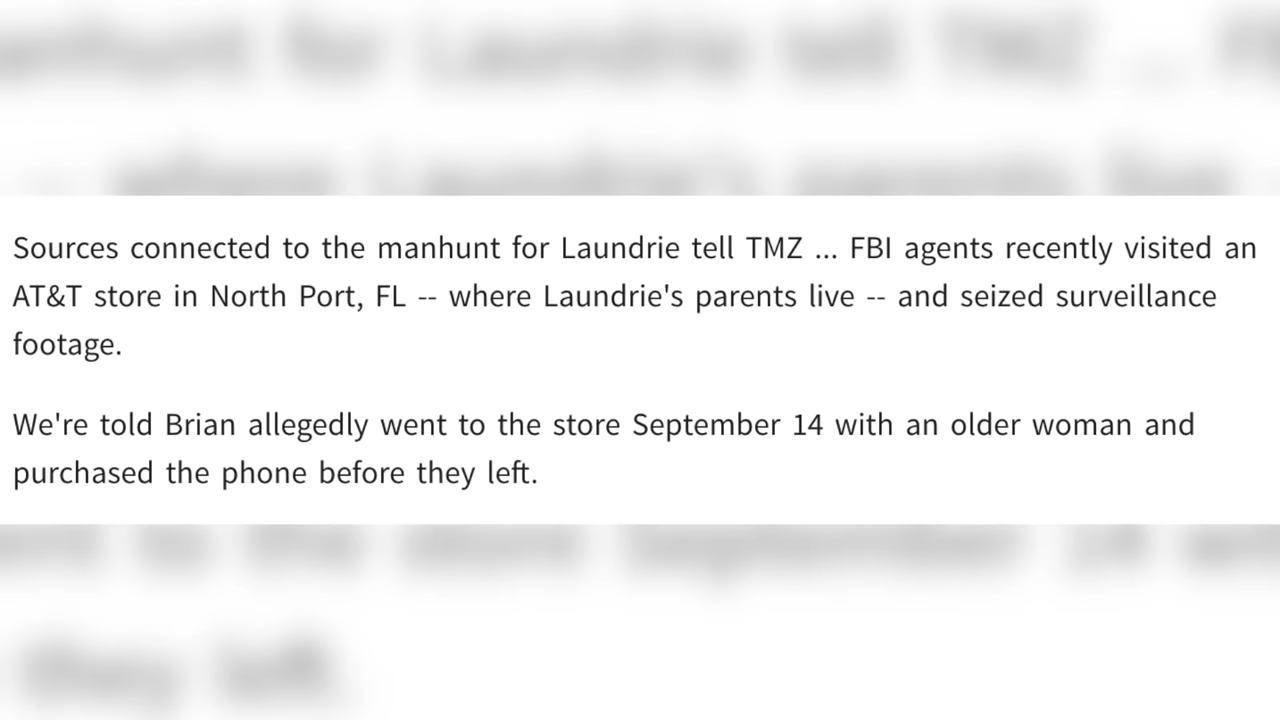 Sources connected to the manhunt for Laundrie tell TMZ ... FBI agents recently visited an
AT&T store in North Port, FL -- where Laundrie's parents live -- and seized surveillance
footage.
We're told Brian allegedly went to the store September 14 with an older woman and
purchased the phone before they left.